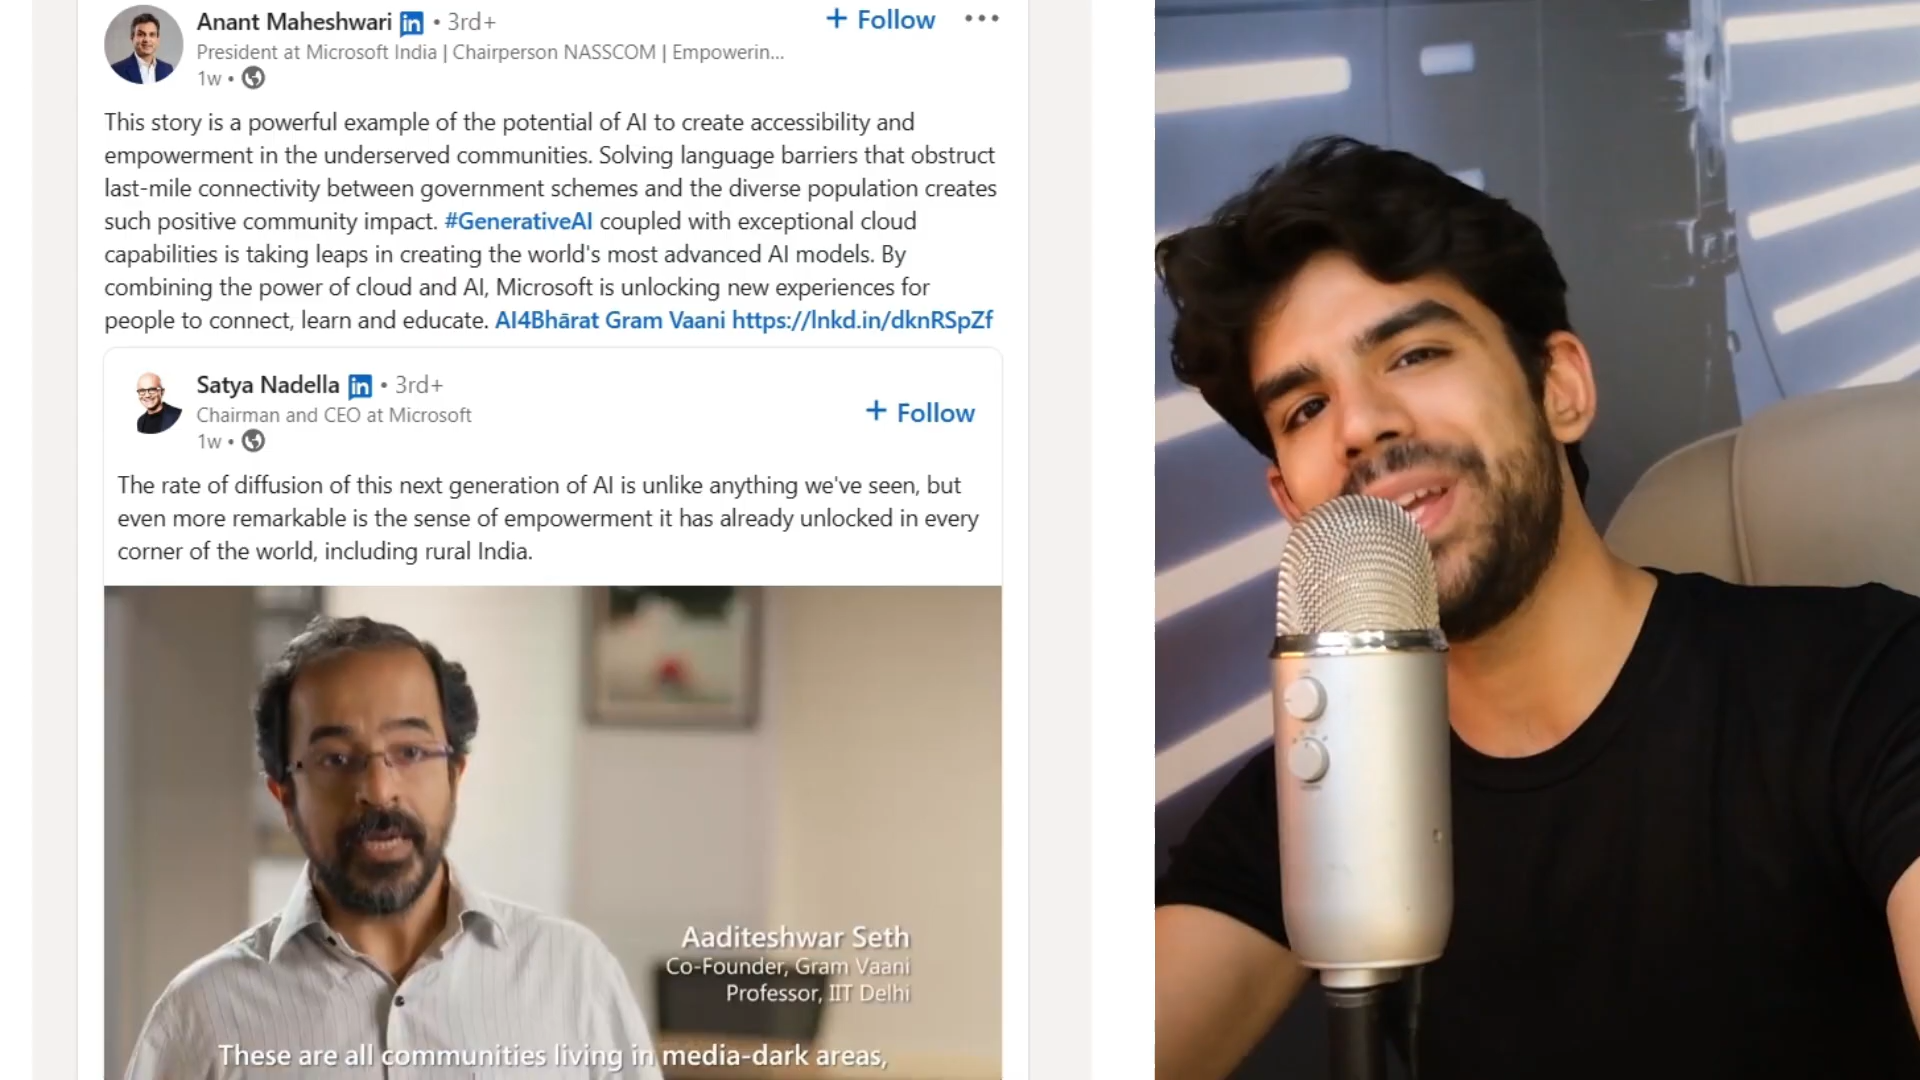 Anant Maheshwari in • 3rd+
+ Follow •••
President at Microsoft India | Chairperson NASSCOM | Empowerin...
1w •
This story is a powerful example of the potential of AI to create accessibility and
empowerment in the underserved communities. Solving language barriers that obstruct
last-mile connectivity between government schemes and the diverse population creates
such positive community impact. #GenerativeAI coupled with exceptional cloud
capabilities is taking leaps in creating the world's most advanced AI models. By
combining the power of cloud and AI, Microsoft is unlocking new experiences for
people to connect, learn and educate. AI4Bhārat Gram Vaani https://lnkd.in/dknRSpZf
Satya Nadella in • 3rd+
Chairman and CEO at Microsoft
+ Follow
1w •
The rate of diffusion of this next generation of AI is unlike anything we've seen, but
even more remarkable is the sense of empowerment it has already unlocked in every
corner of the world, including rural India.
Aaditeshwar Seth
Co-Founder, Gram Vaani
Professor, IIT Delhi
These are all communities living in media-dark areas,